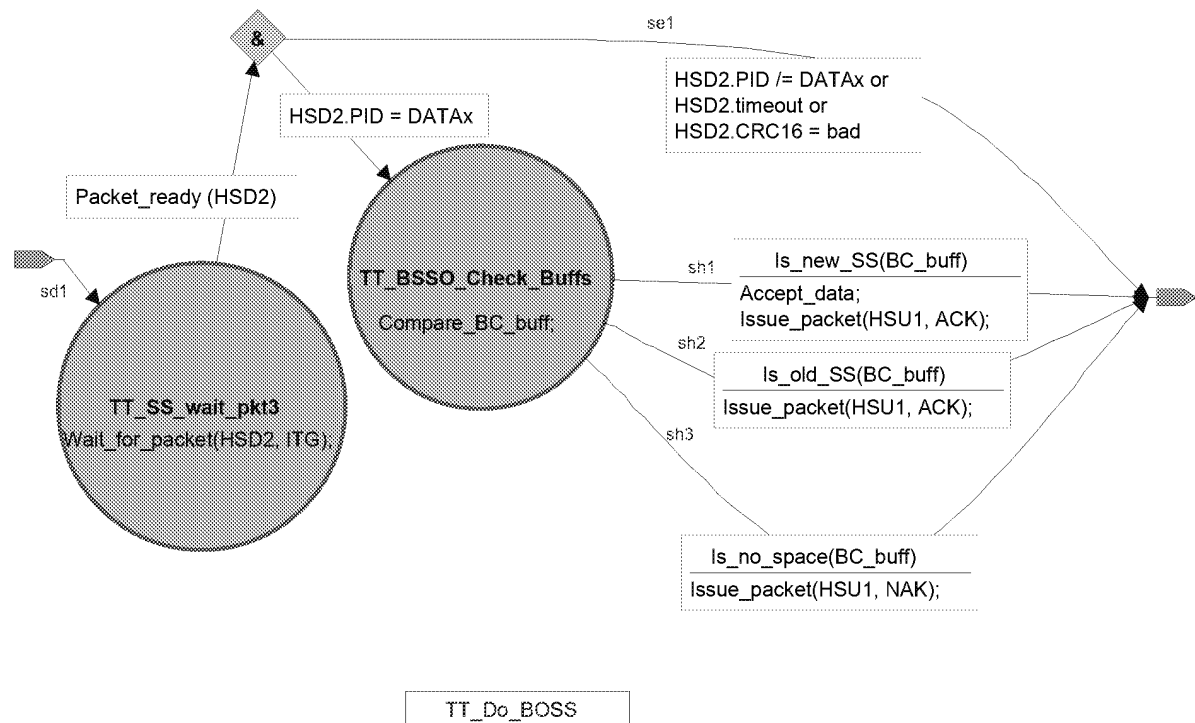 &
se1
HSD2.PID /= DATAx or
HSD2.timeout or
HSD2.CRC16 = bad
HSD2.PID = DATAx
Packet_ready (HSD2)
sd1
TT_BSSO_Check_Buffs
Compare_BC_buff;
sh1
Is_new_SS(BC_buff)
Accept_data;
Issue_packet(HSU1, ACK);
sh2
Is_old_SS(BC_buff)
Issue_packet(HSU1, ACK);
TT_SS_wait_pkt3
Wait_for_packet(HSD2, ITG);
sh3
Is_no_space(BC_buff)
Issue_packet(HSU1, NAK);
TT_Do_BOSS